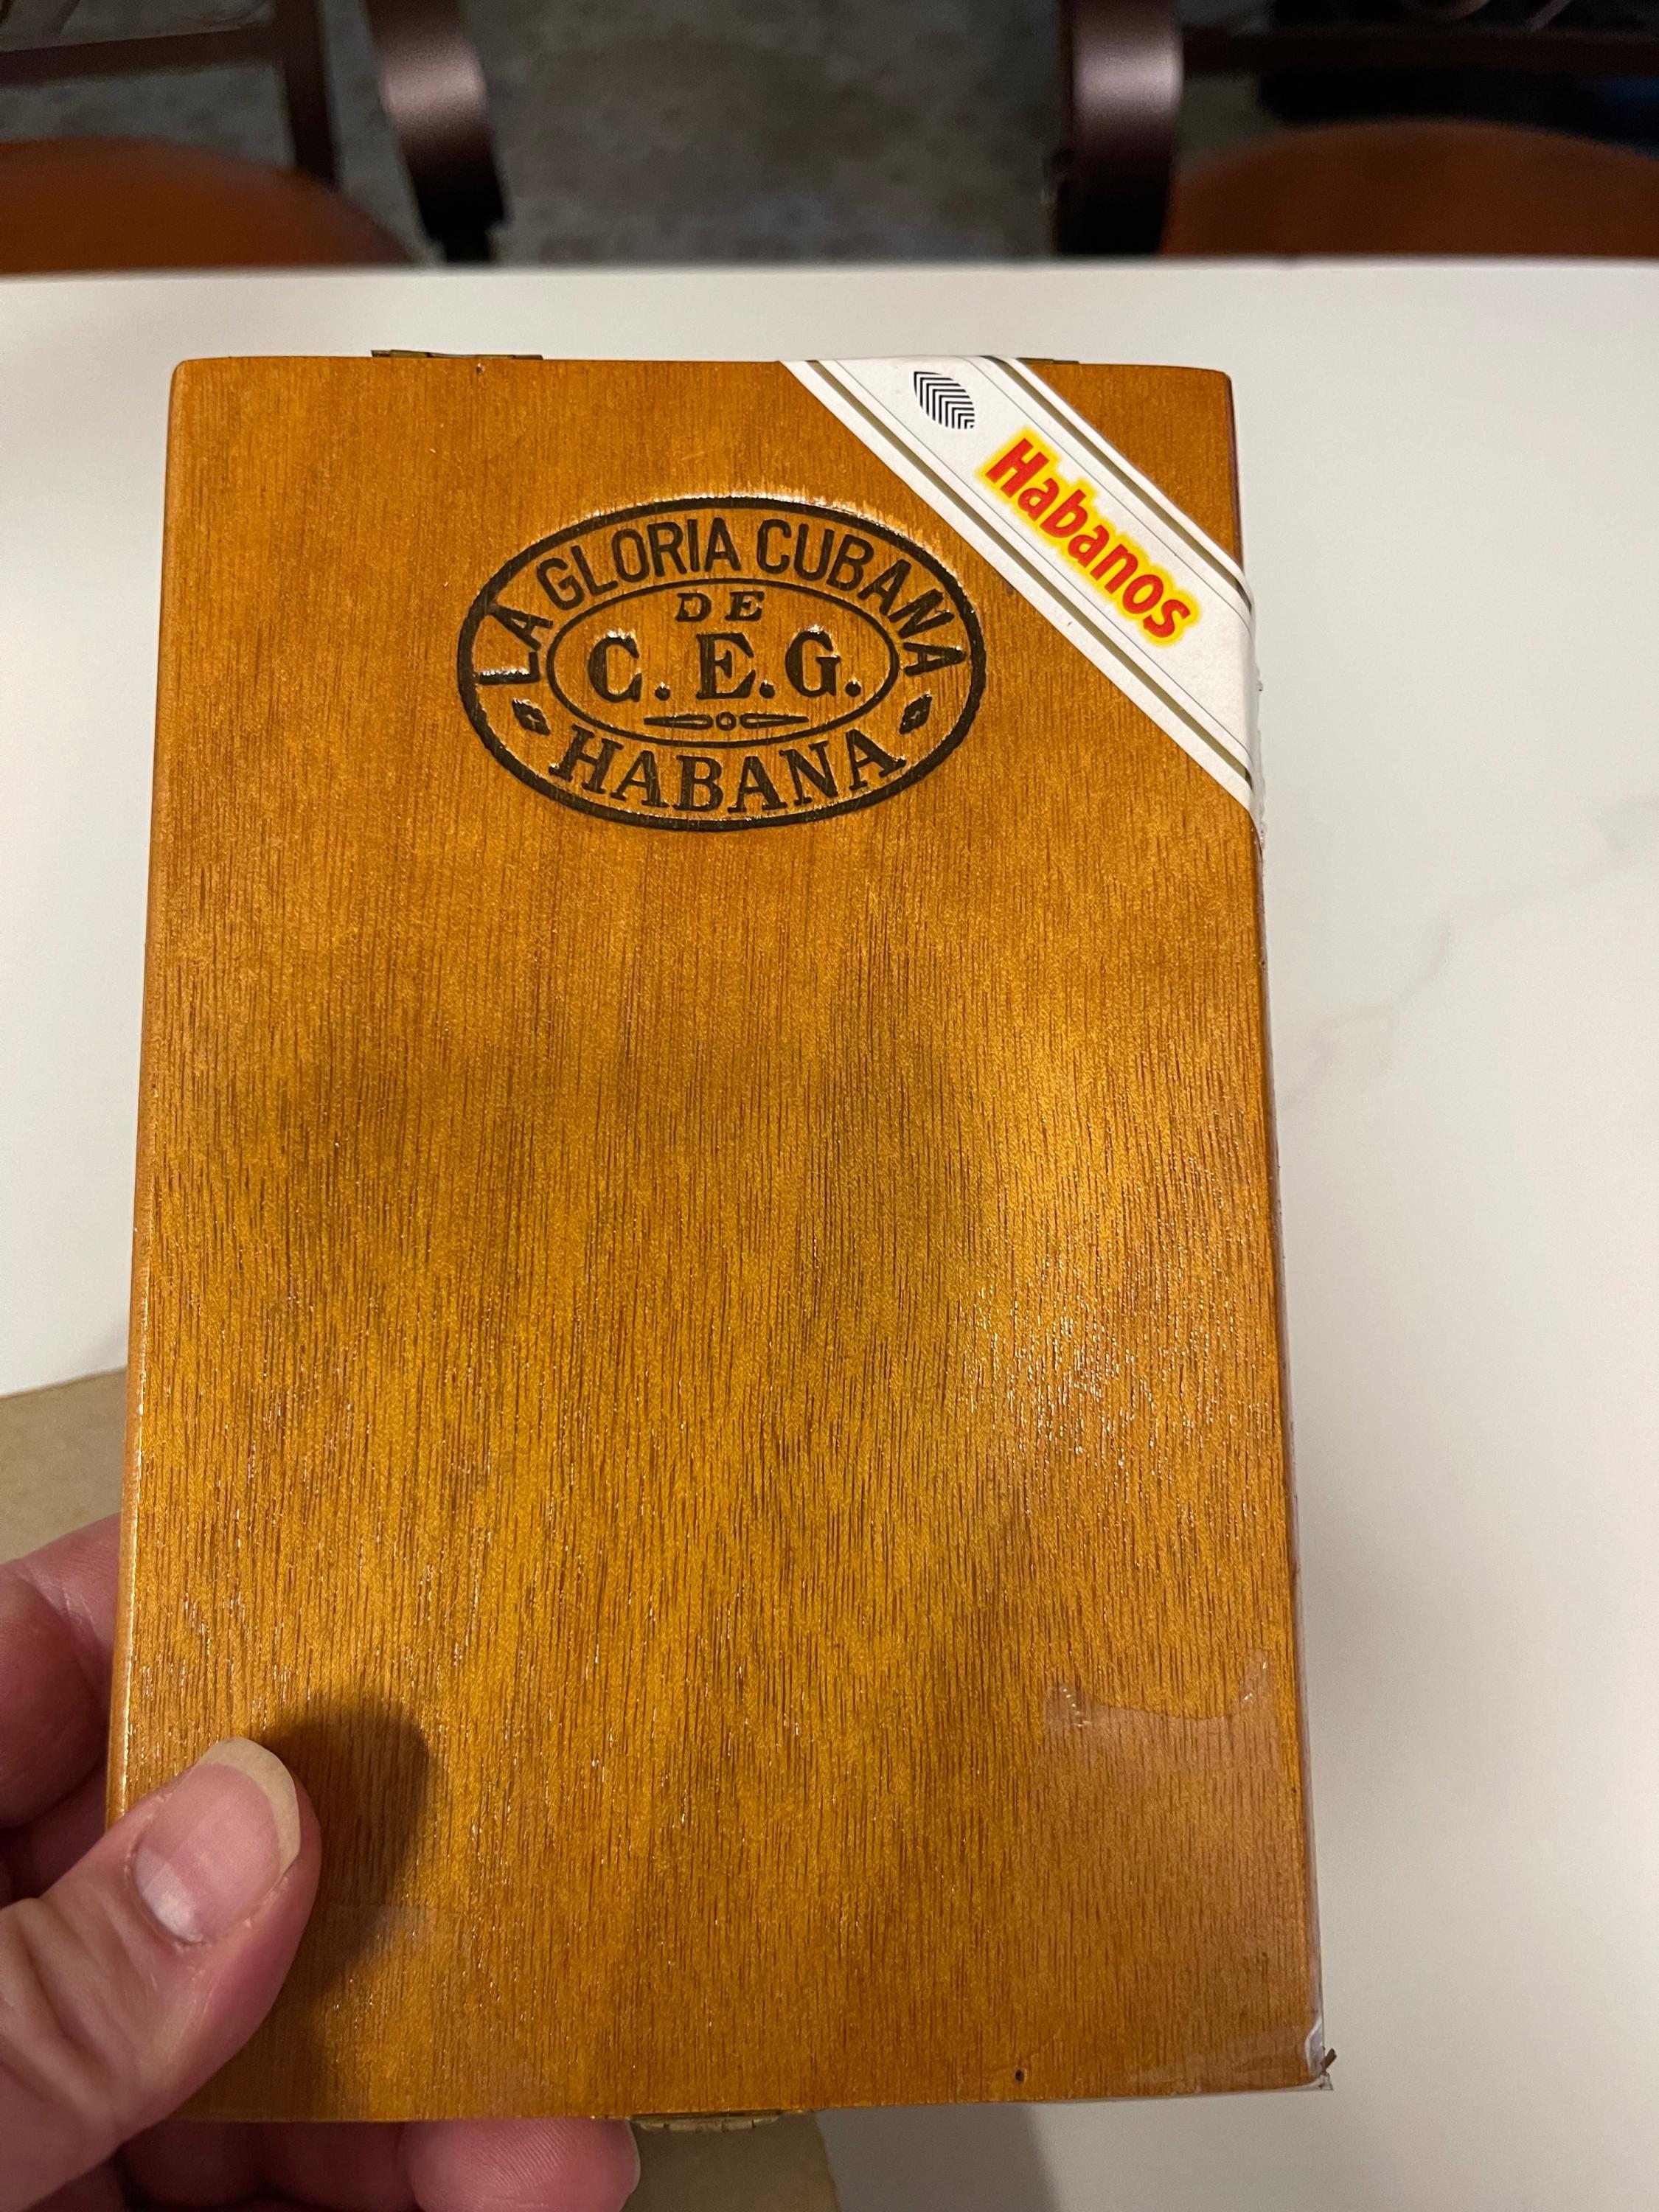 Habanos
LA GLORIA CUBANA
DE
C. E. G.
HABANA